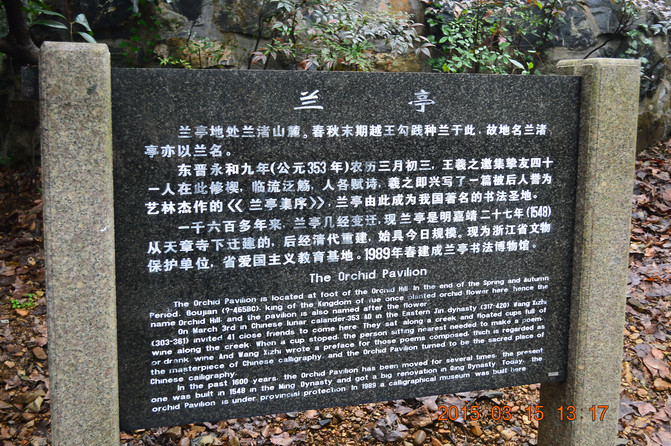 兰亭
兰亭地处兰渚山麓。春秋末期越王勾践种兰于此，故地名兰渚
亭亦以兰名。
东晋永和九年(公元353年)农历三月初三，王羲之邀集挚友四十
一人在此修禊，临流泛觞，人各赋诗，羲之即兴写了一篇被后人誉为
艺林杰作的《《兰亭集序》》，兰亭由此成为我国著名的书法圣地。
一千六百多年来，兰亭几经变迁，现兰亭是明嘉靖二十七年(1548)
从天章寺下迁建的，后经清代重建，始具今日规模。现为浙江省文物
保护单位，省爱国主义教育基地。1989年春建成兰亭书法博物馆。
The Orchid Pavilion
The Orchid Pavilion is located at foot of the Orchid Hill. In the end of the Spring and Autumn
Period, Goujian (?-465BC), king of the Kingdom of Yue once planted orchid flower here hence the
name Orchid Hill, and the pavilion is also named after the flower.
On March 3rd in Chinese lunar calander-353 AD in the Eastern Jin dynasty (317-420) Wang Xizhi
(303-361) invited 41 close friends to come here. They sat along a creek and floated cups full of
wine along the creek. When a cup stopped, the person sitting nearest needed to make a poem
or drank wine And Wang Xizhi wrote a preface for those poems composed, thich is regarded as
the masterpiece of Chinese calligraphy, and the Orchid Pavilion turned to be the sacred place of
Chinese calligraphy.
In the past 1600 years, the Orchid Pavilion has been moved for several times, the present
one was built in 1548 in the Ming Dynasty and got a big renovation in Qing Dynasty. Today, the
orchid Pavilion is under provincial protection. In 1989 a calligraphical museum was built here.
2015.03.15 13:17